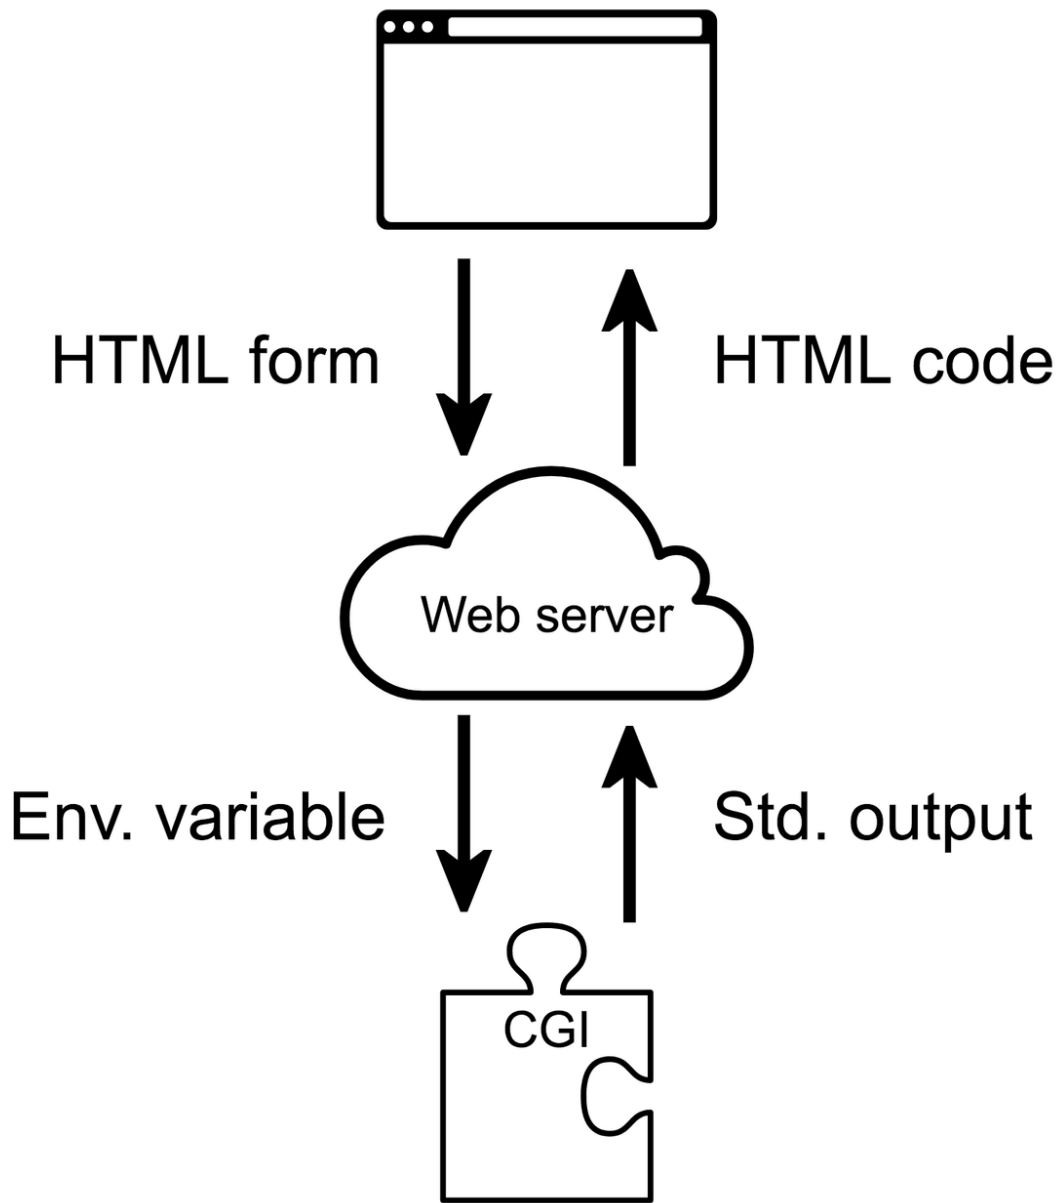 HTML form
HTML code
Web server
Env. variable
Std. output
CGI